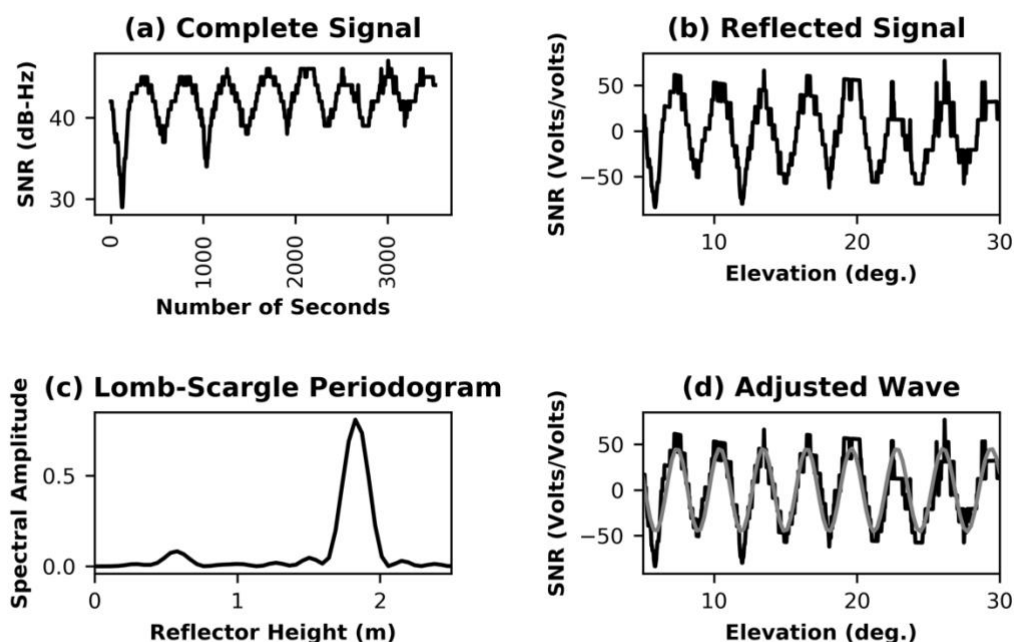 (a) Complete Signal
SNR (dB-Hz)
40
30
0
1000
2000
3000
Number of Seconds
(b) Reflected Signal
SNR (Volts/volts)
50
0
−50
10
20
30
Elevation (deg.)
(c) Lomb-Scargle Periodogram
Spectral Amplitude
0.5
0.0
0
1
2
Reflector Height (m)
(d) Adjusted Wave
SNR (Volts/Volts)
50
0
−50
10
20
30
Elevation (deg.)